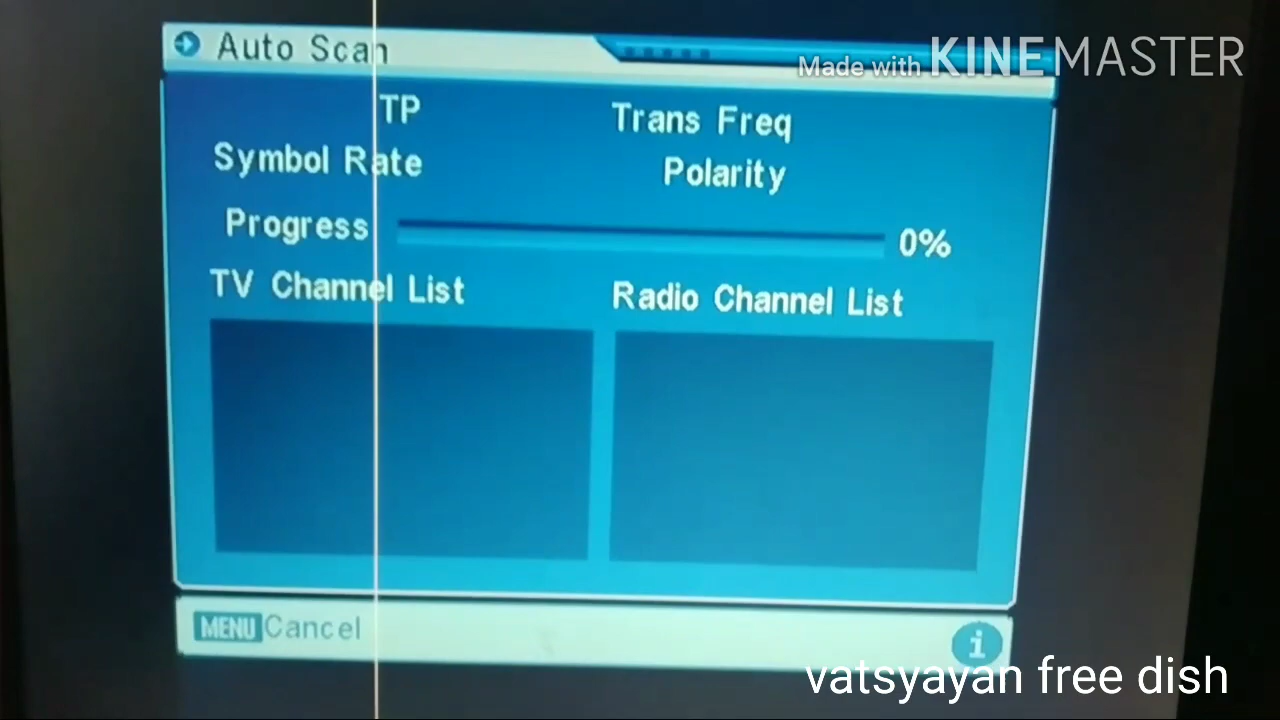 Auto Scan
Made with KINEMASTER
TP
Trans Freq
Symbol Rate
Polarity
Progress
0%
TV Channel List
Radio Channel List
MENU Cancel
i
vatsyayan free dish